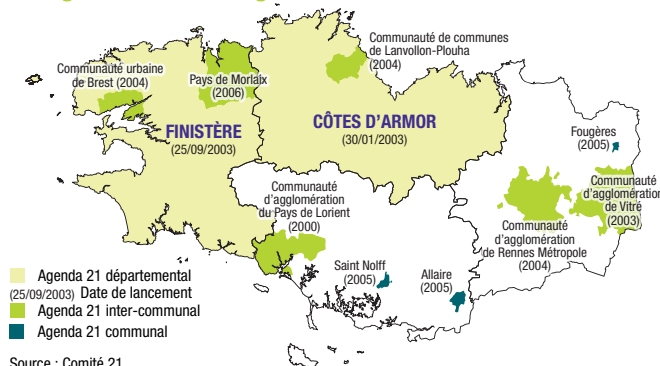 Communauté de communes
de Lanvollon-Plouha
(2004)
Communauté urbaine
de Brest (2004)
Pays de Morlaix
(2006)
FINISTÈRE
(25/09/2003)
CÔTES D'ARMOR
(30/01/2003)
Fougères
(2005)
Communauté
d'agglomération
de Vitré
(2003)
Communauté
d'agglomération
du Pays de Lorient
(2000)
Communauté
d'agglomération
de Rennes Métropole
(2004)
Saint Nolff
(2005)
Allaire
(2005)
Agenda 21 départemental
(25/09/2003) Date de lancement
Agenda 21 inter-communal
Agenda 21 communal
Source : Comité 21